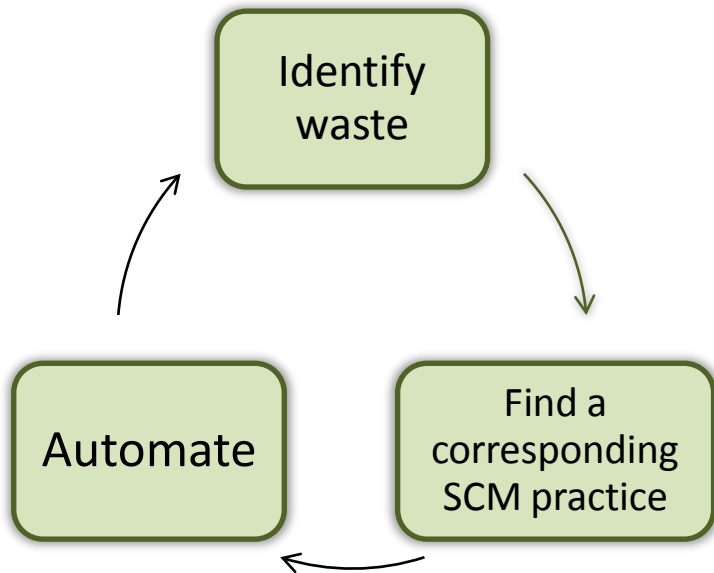 Identify
waste
Find a
corresponding
SCM practice
Automate